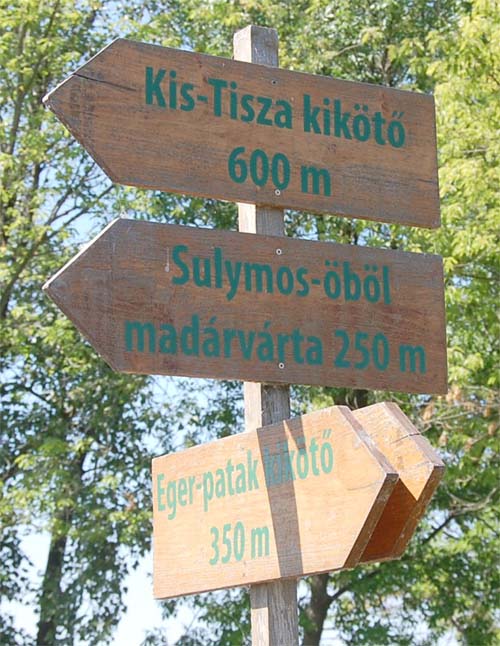 Kis-Tisza kikötő
600 m
Sulymos-öböl
madárvárta 250 m
Eger-patak kikötő
350 m